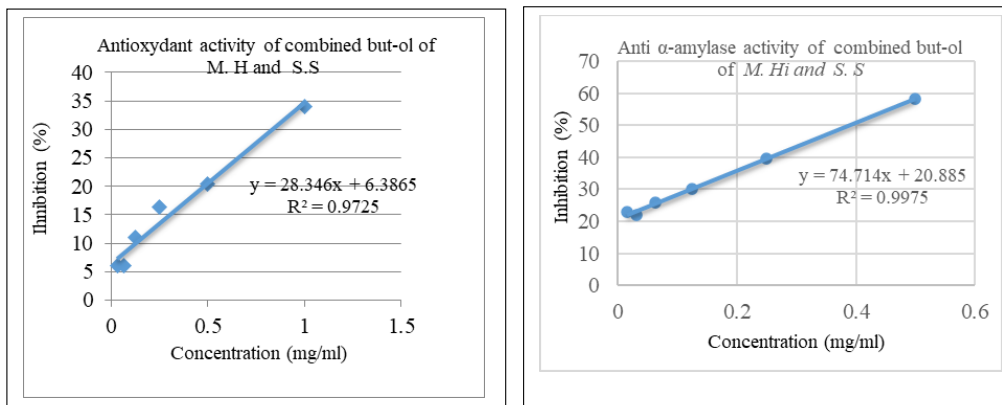 Antioxydant activity of combined but-ol of
M. H and S.S
40
35
30
25
20
15
10
5
0
Ihnibition (%)
y = 28.346x + 6.3865
R² = 0.9725
0 0.5 1 1.5
Concentration (mg/ml)
Anti α-amylase activity of combined but-ol
of M. Hi and S. S
70
60
50
40
30
20
10
0
Inhibition (%)
y = 74.714x + 20.885
R² = 0.9975
0 0.2 0.4 0.6
Concentration (mg/ml)